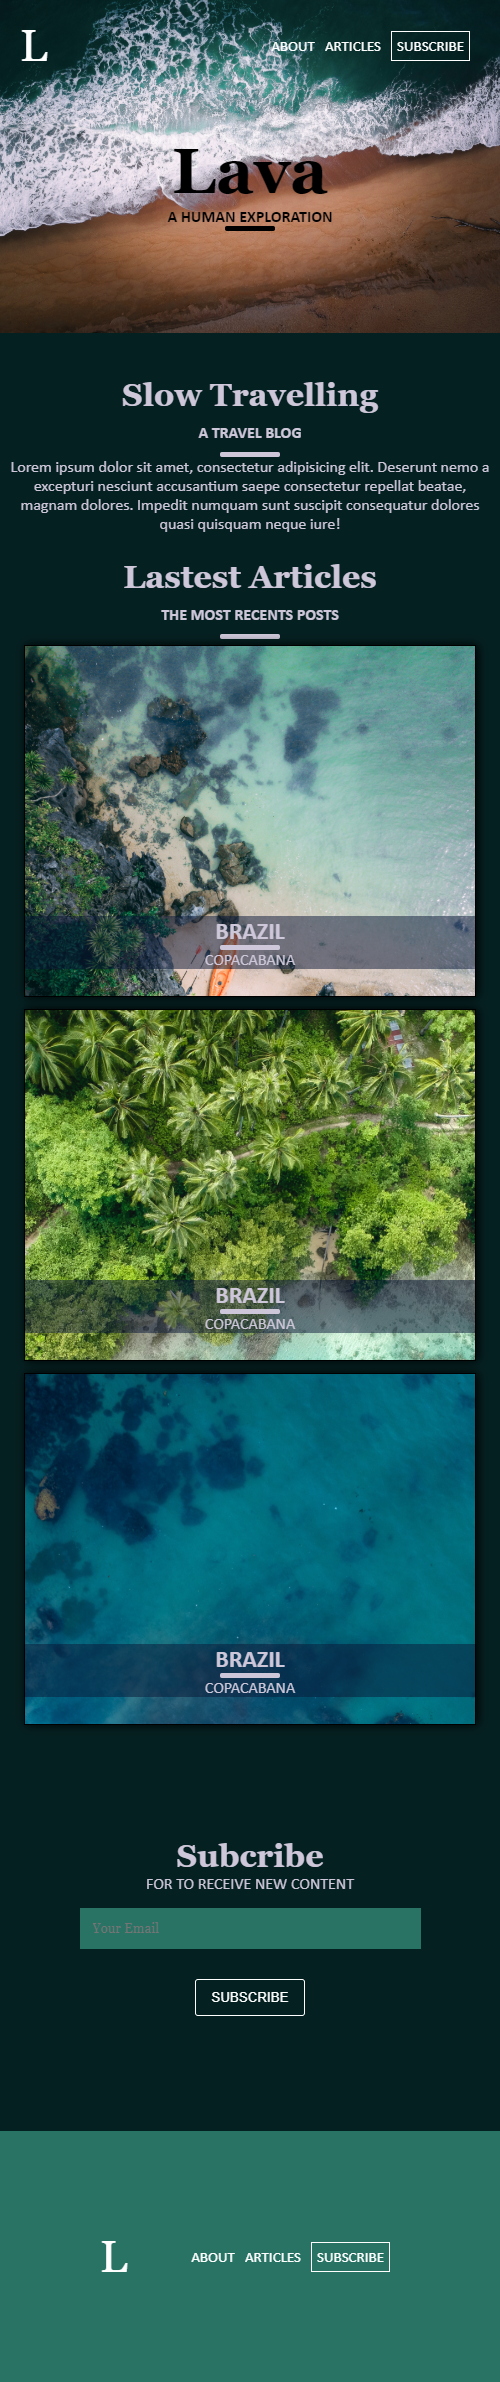 L
ABOUT ARTICLES SUBSCRIBE
Lava
A HUMAN EXPLORATION
Slow Travelling
A TRAVEL BLOG
Lorem ipsum dolor sit amet, consectetur adipisicing elit. Deserunt nemo a
excepturi nesciunt accusantium saepe consectetur repellat beatae,
magnam dolores. Impedit numquam sunt suscipit consequatur dolores
quasi quisquam neque iure!
Lastest Articles
THE MOST RECENTS POSTS
BRAZIL
COPACABANA
BRAZIL
COPACABANA
BRAZIL
COPACABANA
Subcribe
FOR TO RECEIVE NEW CONTENT
Your Email
SUBSCRIBE
L
ABOUT ARTICLES SUBSCRIBE